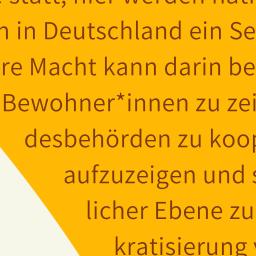 statt, hier werden
in Deutschland ein Se
re Macht kann darin be
Bewohner*innen zu zei
desbehörden zu koop
aufzuzeigen und s
licher Ebene zu
kratisierung